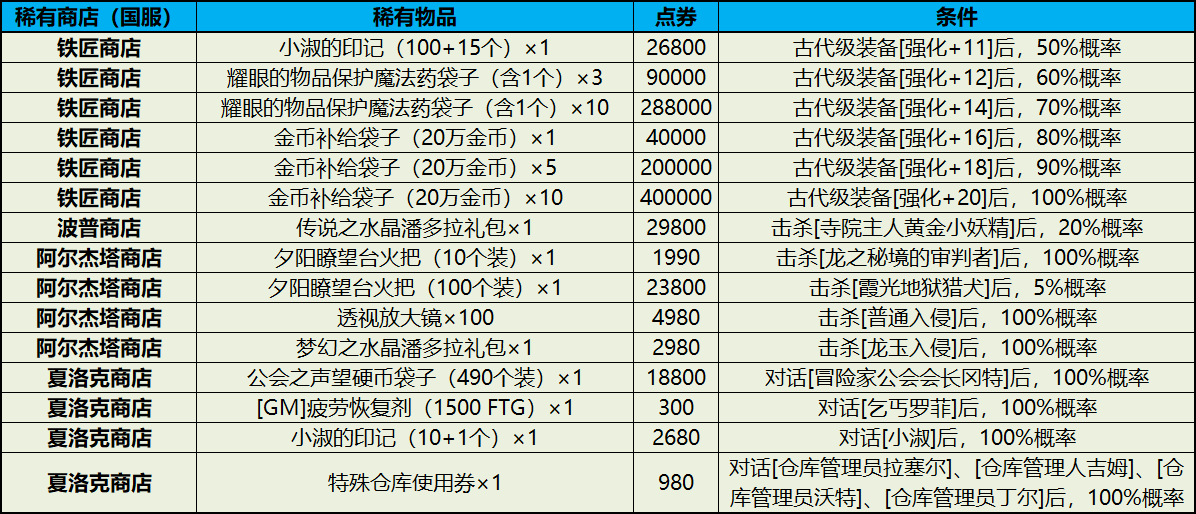 稀有商店（国服） 稀有物品 点券 条件
铁匠商店 小淑的印记（100+15个）×1 26800 古代级装备[强化+11]后，50%概率
铁匠商店 耀眼的物品保护魔法药袋子（含1个）×3 90000 古代级装备[强化+12]后，60%概率
铁匠商店 耀眼的物品保护魔法药袋子（含1个）×10 288000 古代级装备[强化+14]后，70%概率
铁匠商店 金币补给袋子（20万金币）×1 40000 古代级装备[强化+16]后，80%概率
铁匠商店 金币补给袋子（20万金币）×5 200000 古代级装备[强化+18]后，90%概率
铁匠商店 金币补给袋子（20万金币）×10 400000 古代级装备[强化+20]后，100%概率
波普商店 传说之水晶潘多拉礼包×1 29800 击杀[寺院主人黄金小妖精]后，20%概率
阿尔杰塔商店 夕阳瞭望台火把（10个装）×1 1990 击杀[龙之秘境的审判者]后，100%概率
阿尔杰塔商店 夕阳瞭望台火把（100个装）×1 23800 击杀[霞光地狱猎犬]后，5%概率
阿尔杰塔商店 透视放大镜×100 4980 击杀[普通入侵]后，100%概率
阿尔杰塔商店 梦幻之水晶潘多拉礼包×1 2980 击杀[龙玉入侵]后，100%概率
夏洛克商店 公会之声望硬币袋子（490个装）×1 18800 对话[冒险家公会会长冈特]后，100%概率
夏洛克商店 [GM]疲劳恢复剂（1500 FTG）×1 300 对话[乞丐罗菲]后，100%概率
夏洛克商店 小淑的印记（10+1个）×1 2680 对话[小淑]后，100%概率
夏洛克商店 特殊仓库使用券×1 980 对话[仓库管理员拉塞尔]、[仓库管理人吉姆]、[仓
库管理员沃特]、[仓库管理员丁尔]后，100%概率